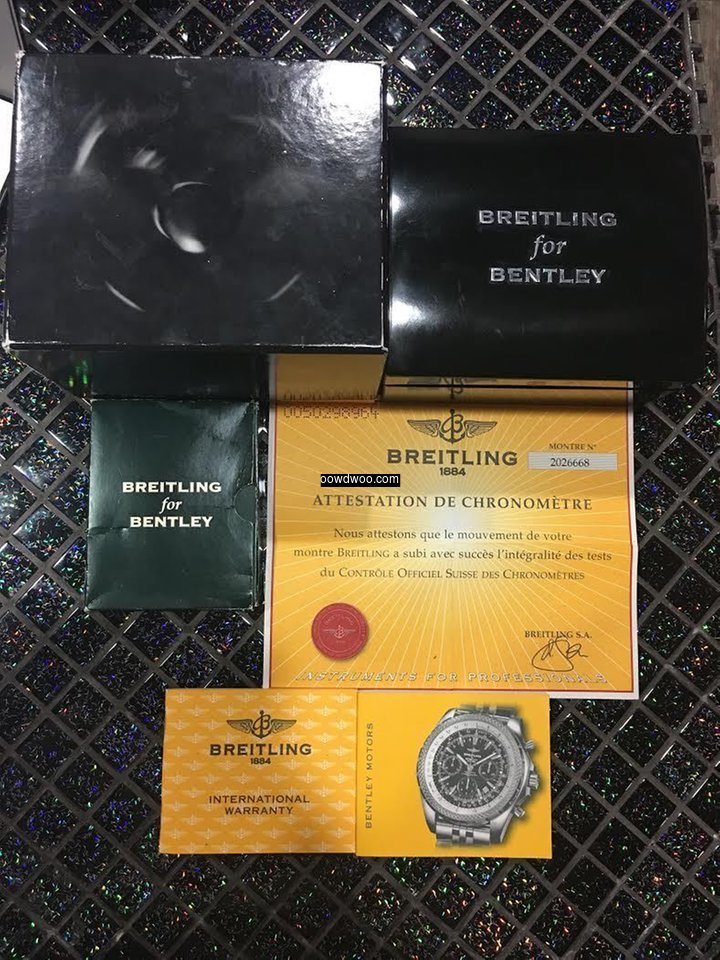 BREITLING
for
BENTLEY
BREITLING
for
BENTLEY
0050298964
BREITLING
1884
MONTRE N°
2026668
oowdwoo.com
ATTESTATION DE CHRONOMÈTRE
Nous attestons que le mouvement de votre
montre BREITLING a subi avec succès l'intégralité des tests
du CONTRÔLE OFFICIEL SUISSE DES CHRONOMÈTRES
BREITLING S.A.
INSTRUMENTS FOR PROFESSIONALS
BREITLING
1884
INTERNATIONAL
WARRANTY
BENTLEY MOTORS